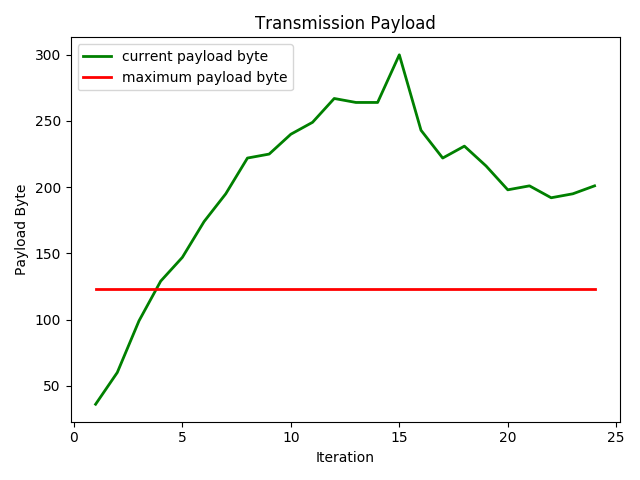 Transmission Payload
current payload byte
maximum payload byte
Payload Byte
300
250
200
150
100
50
0 5 10 15 20 25
Iteration